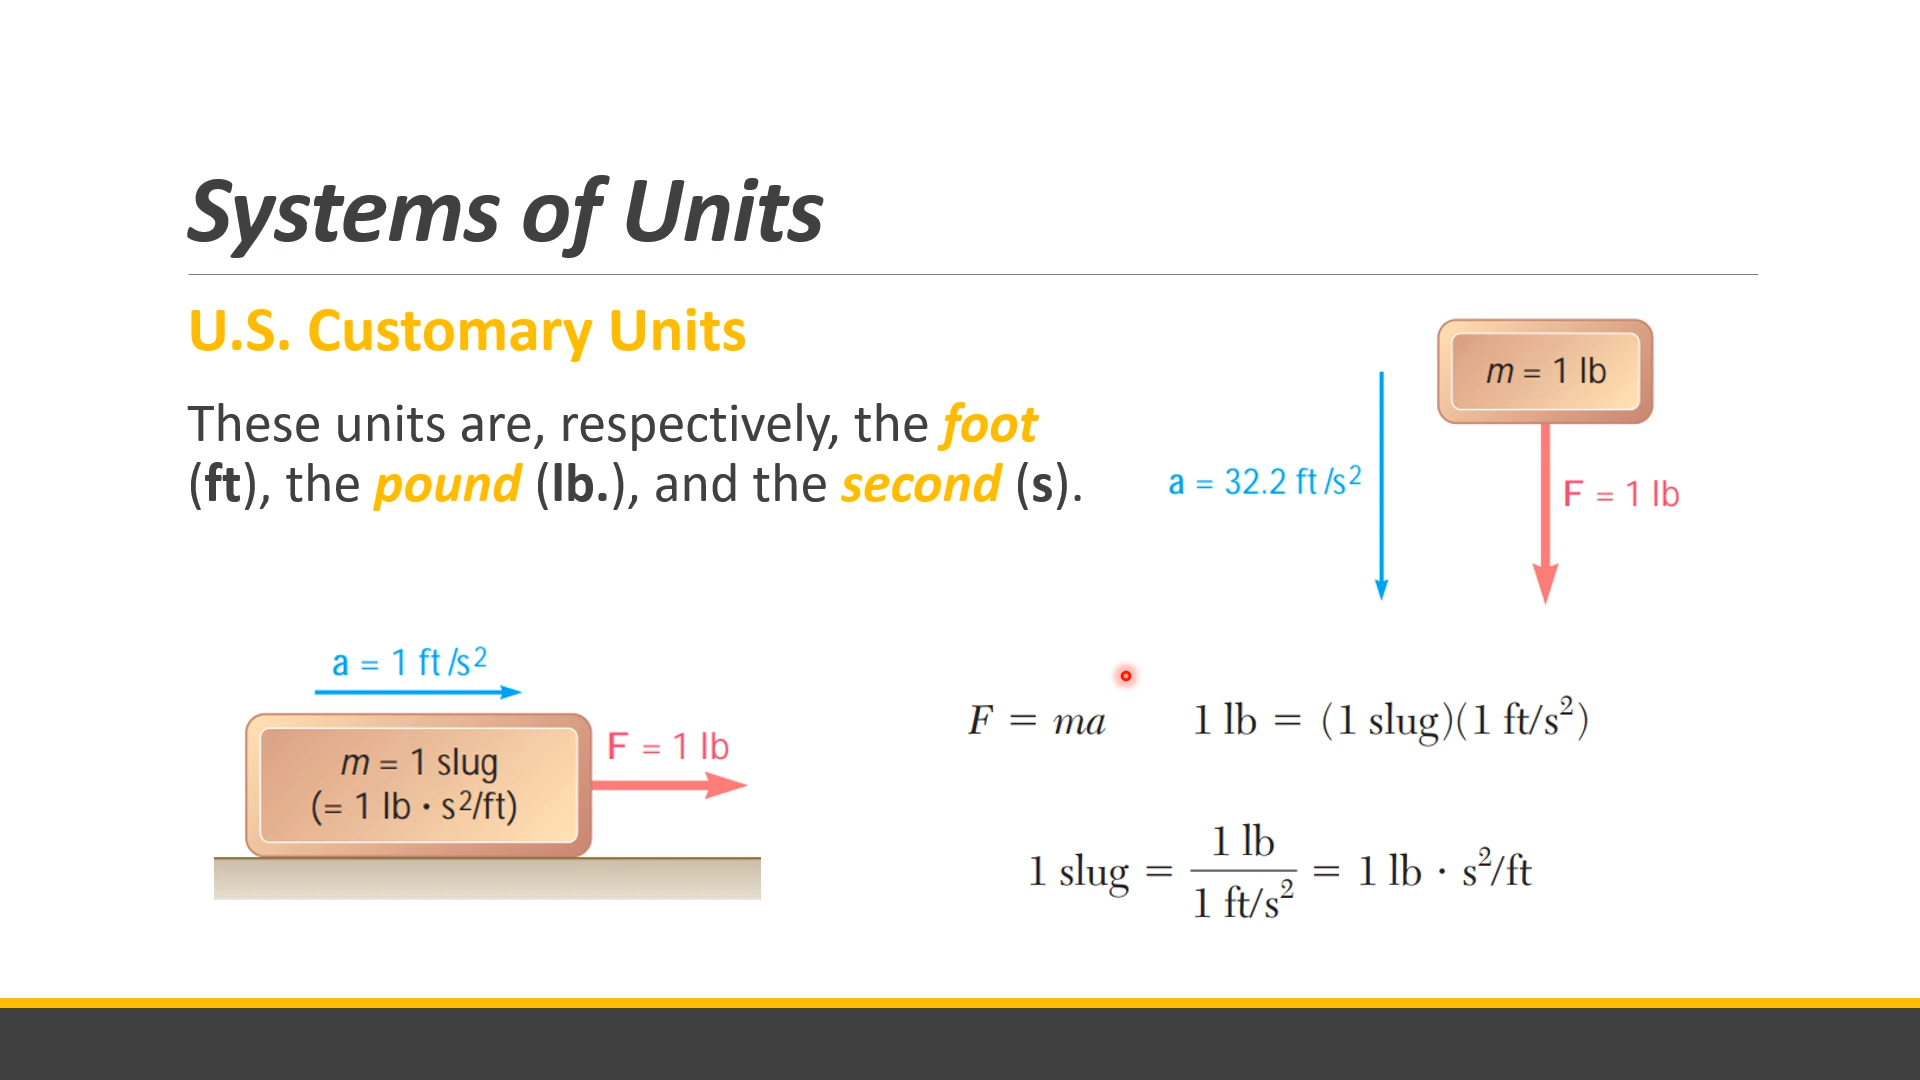 Systems of Units
U.S. Customary Units
These units are, respectively, the foot
(ft), the pound (lb.), and the second (s).
m = 1 lb
a = 32.2 ft/s²
F = 1 lb
a = 1 ft/s²
m = 1 slug
(= 1 lb · s²/ft)
F = 1 lb
F = ma 1 lb = (1 slug)(1 ft/s²)
1 slug = 1 lb / 1 ft/s² = 1 lb · s²/ft